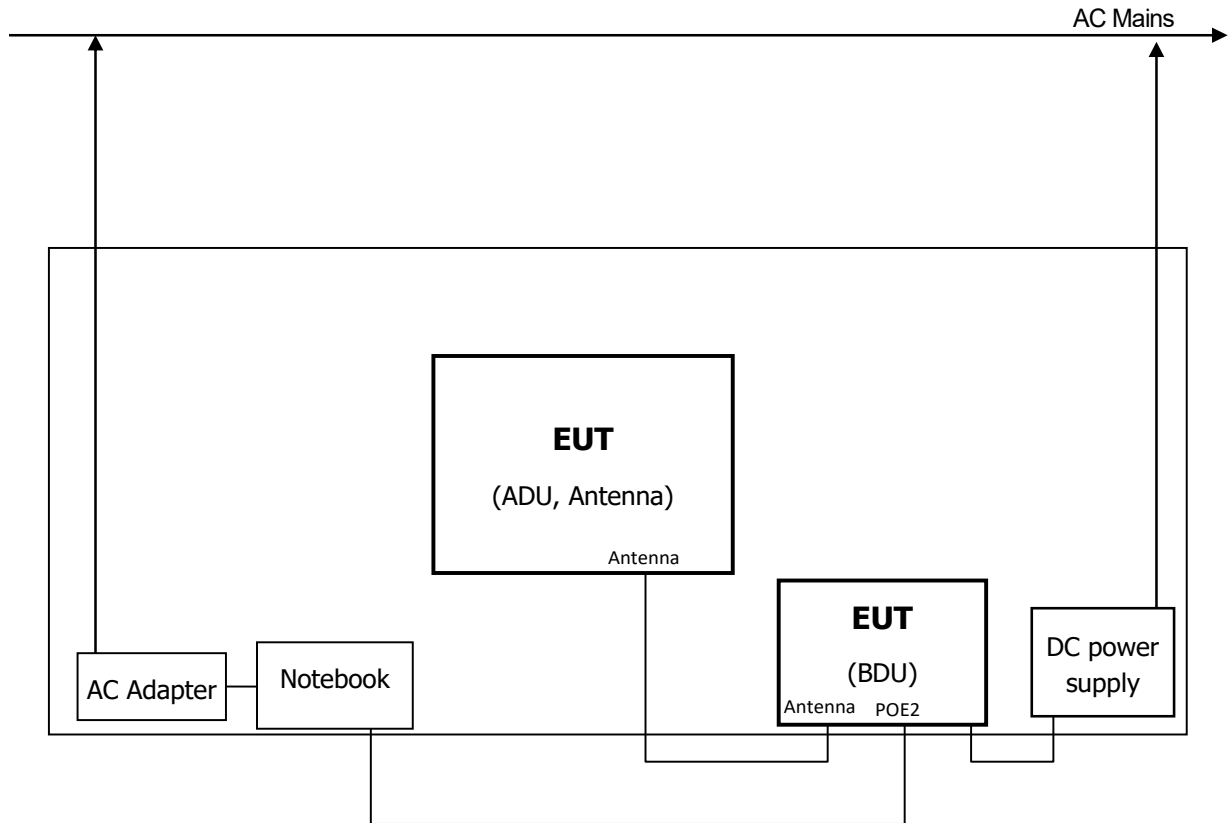 AC Mains
EUT
(ADU, Antenna)
Antenna
EUT
(BDU)
Antenna
POE2
DC power
supply
AC Adapter
Notebook